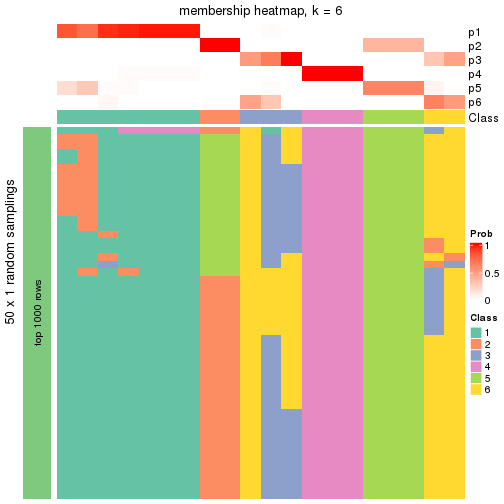 membership heatmap, k = 6
p1
p2
p3
p4
p5
p6
Class
50 x 1 random samplings
top 1000 rows
Prob
1
0.5
0
Class
1
2
3
4
5
6